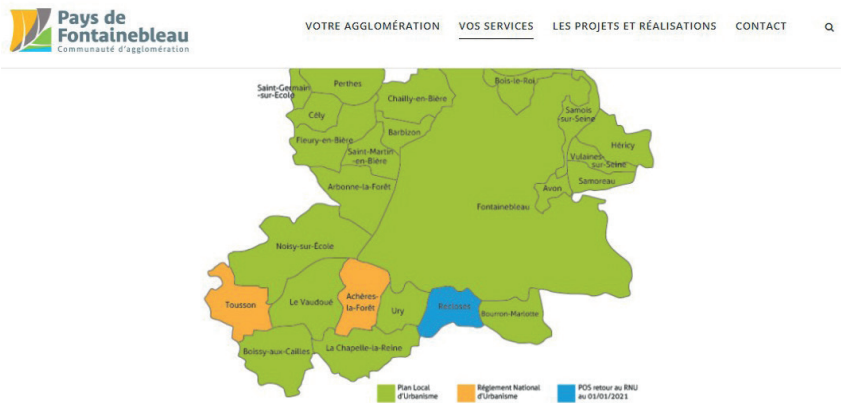 Pays de
Fontainebleau
Communauté d'agglomération
VOTRE AGGLOMÉRATION VOS SERVICES LES PROJETS ET RÉALISATIONS CONTACT
Bois-le-Roi
Saint-Germain
-sur-École
Perthes
Chailly-en-Bière
Samois
-sur-Seine
Cély
Barbizon
Fleury-en-Bière
Héricy
Saint-Martin
-en-Bière
Vulaines-
sur-Seine
Arbonne-la-Forêt
Samoreau
Avon
Fontainebleau
Noisy-sur-École
Tousson
Le Vaudoué
Achères-
la-Forêt
Ury
Recloses
Bourron-Marlotte
Boissy-aux-Cailles
La Chapelle-la-Reine
Plan Local
d'Urbanisme
Réglement National
d'Urbanisme
POS retour au RNU
au 01/01/2021